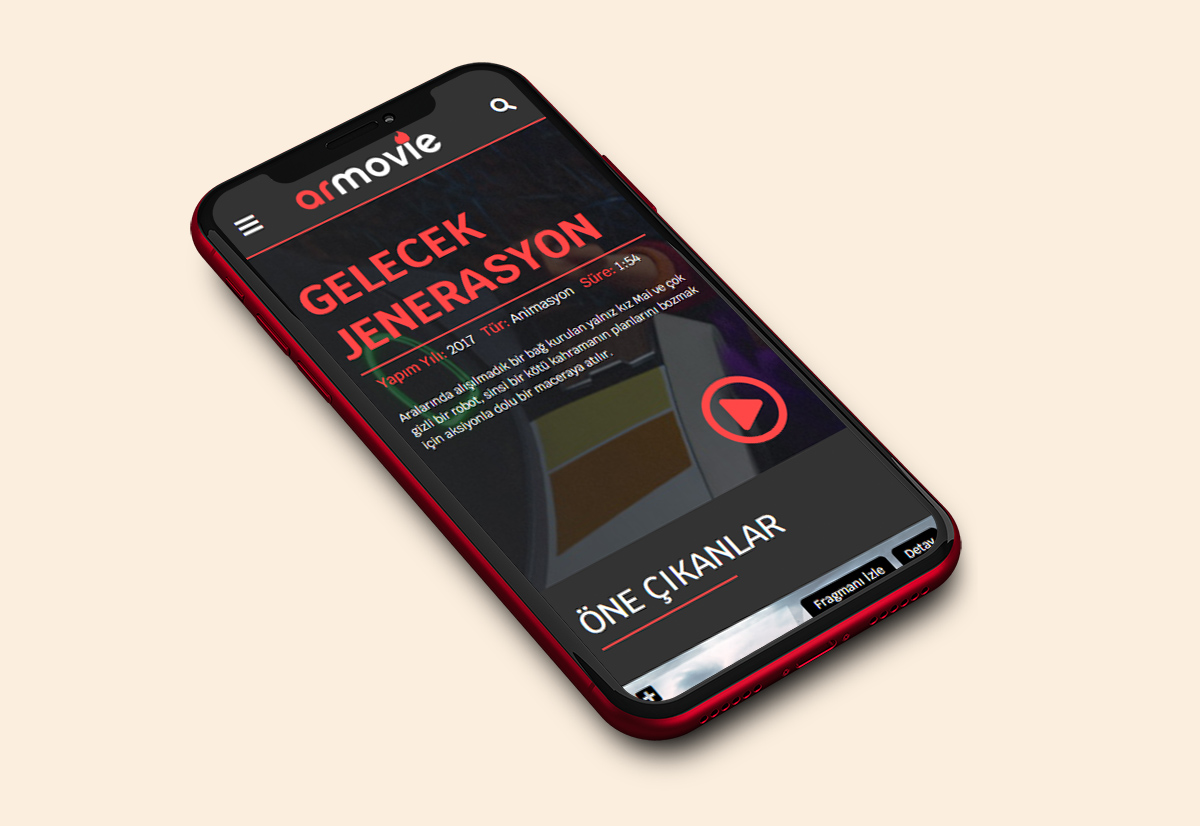 armovie
GELECEK
JENERASYON
Yapım Yılı: 2017 Tür: Animasyon Süre: 1:54
Aralarında alışılmadık bir bağ kurulan yalnız kız Mai ve çok
gizli bir robot, sinsi bir kötü kahramanın planlarını bozmak
için aksiyonla dolu bir maceraya atılır.
ÖNE ÇIKANLAR
Fragmanı İzle
Detay